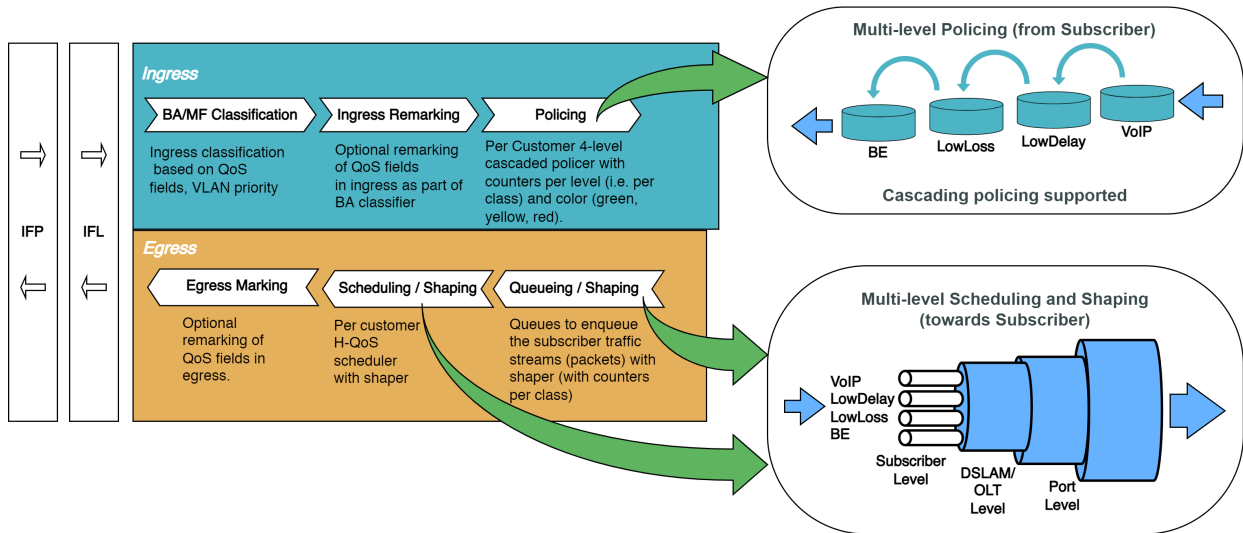 IFP
IFL
Ingress
BA/MF Classification
Ingress Remarking
Policing
Ingress classification
based on QoS
fields, VLAN priority
Optional remarking
of QoS fields
in ingress as part of
BA classifier
Per Customer 4-level
cascaded policer with
counters per level (i.e. per
class) and color (green,
yellow, red).
Egress
Egress Marking
Scheduling / Shaping
Queueing / Shaping
Optional
remarking of
QoS fields in
egress.
Per customer
H-QoS
scheduler
with shaper
Queues to enqueue
the subscriber traffic
streams (packets) with
shaper (with counters
per class)
Multi-level Policing (from Subscriber)
BE
LowLoss
LowDelay
VoIP
Cascading policing supported
Multi-level Scheduling and Shaping
(towards Subscriber)
VoIP
LowDelay
LowLoss
BE
Subscriber
Level
DSLAM/
OLT
Level
Port
Level